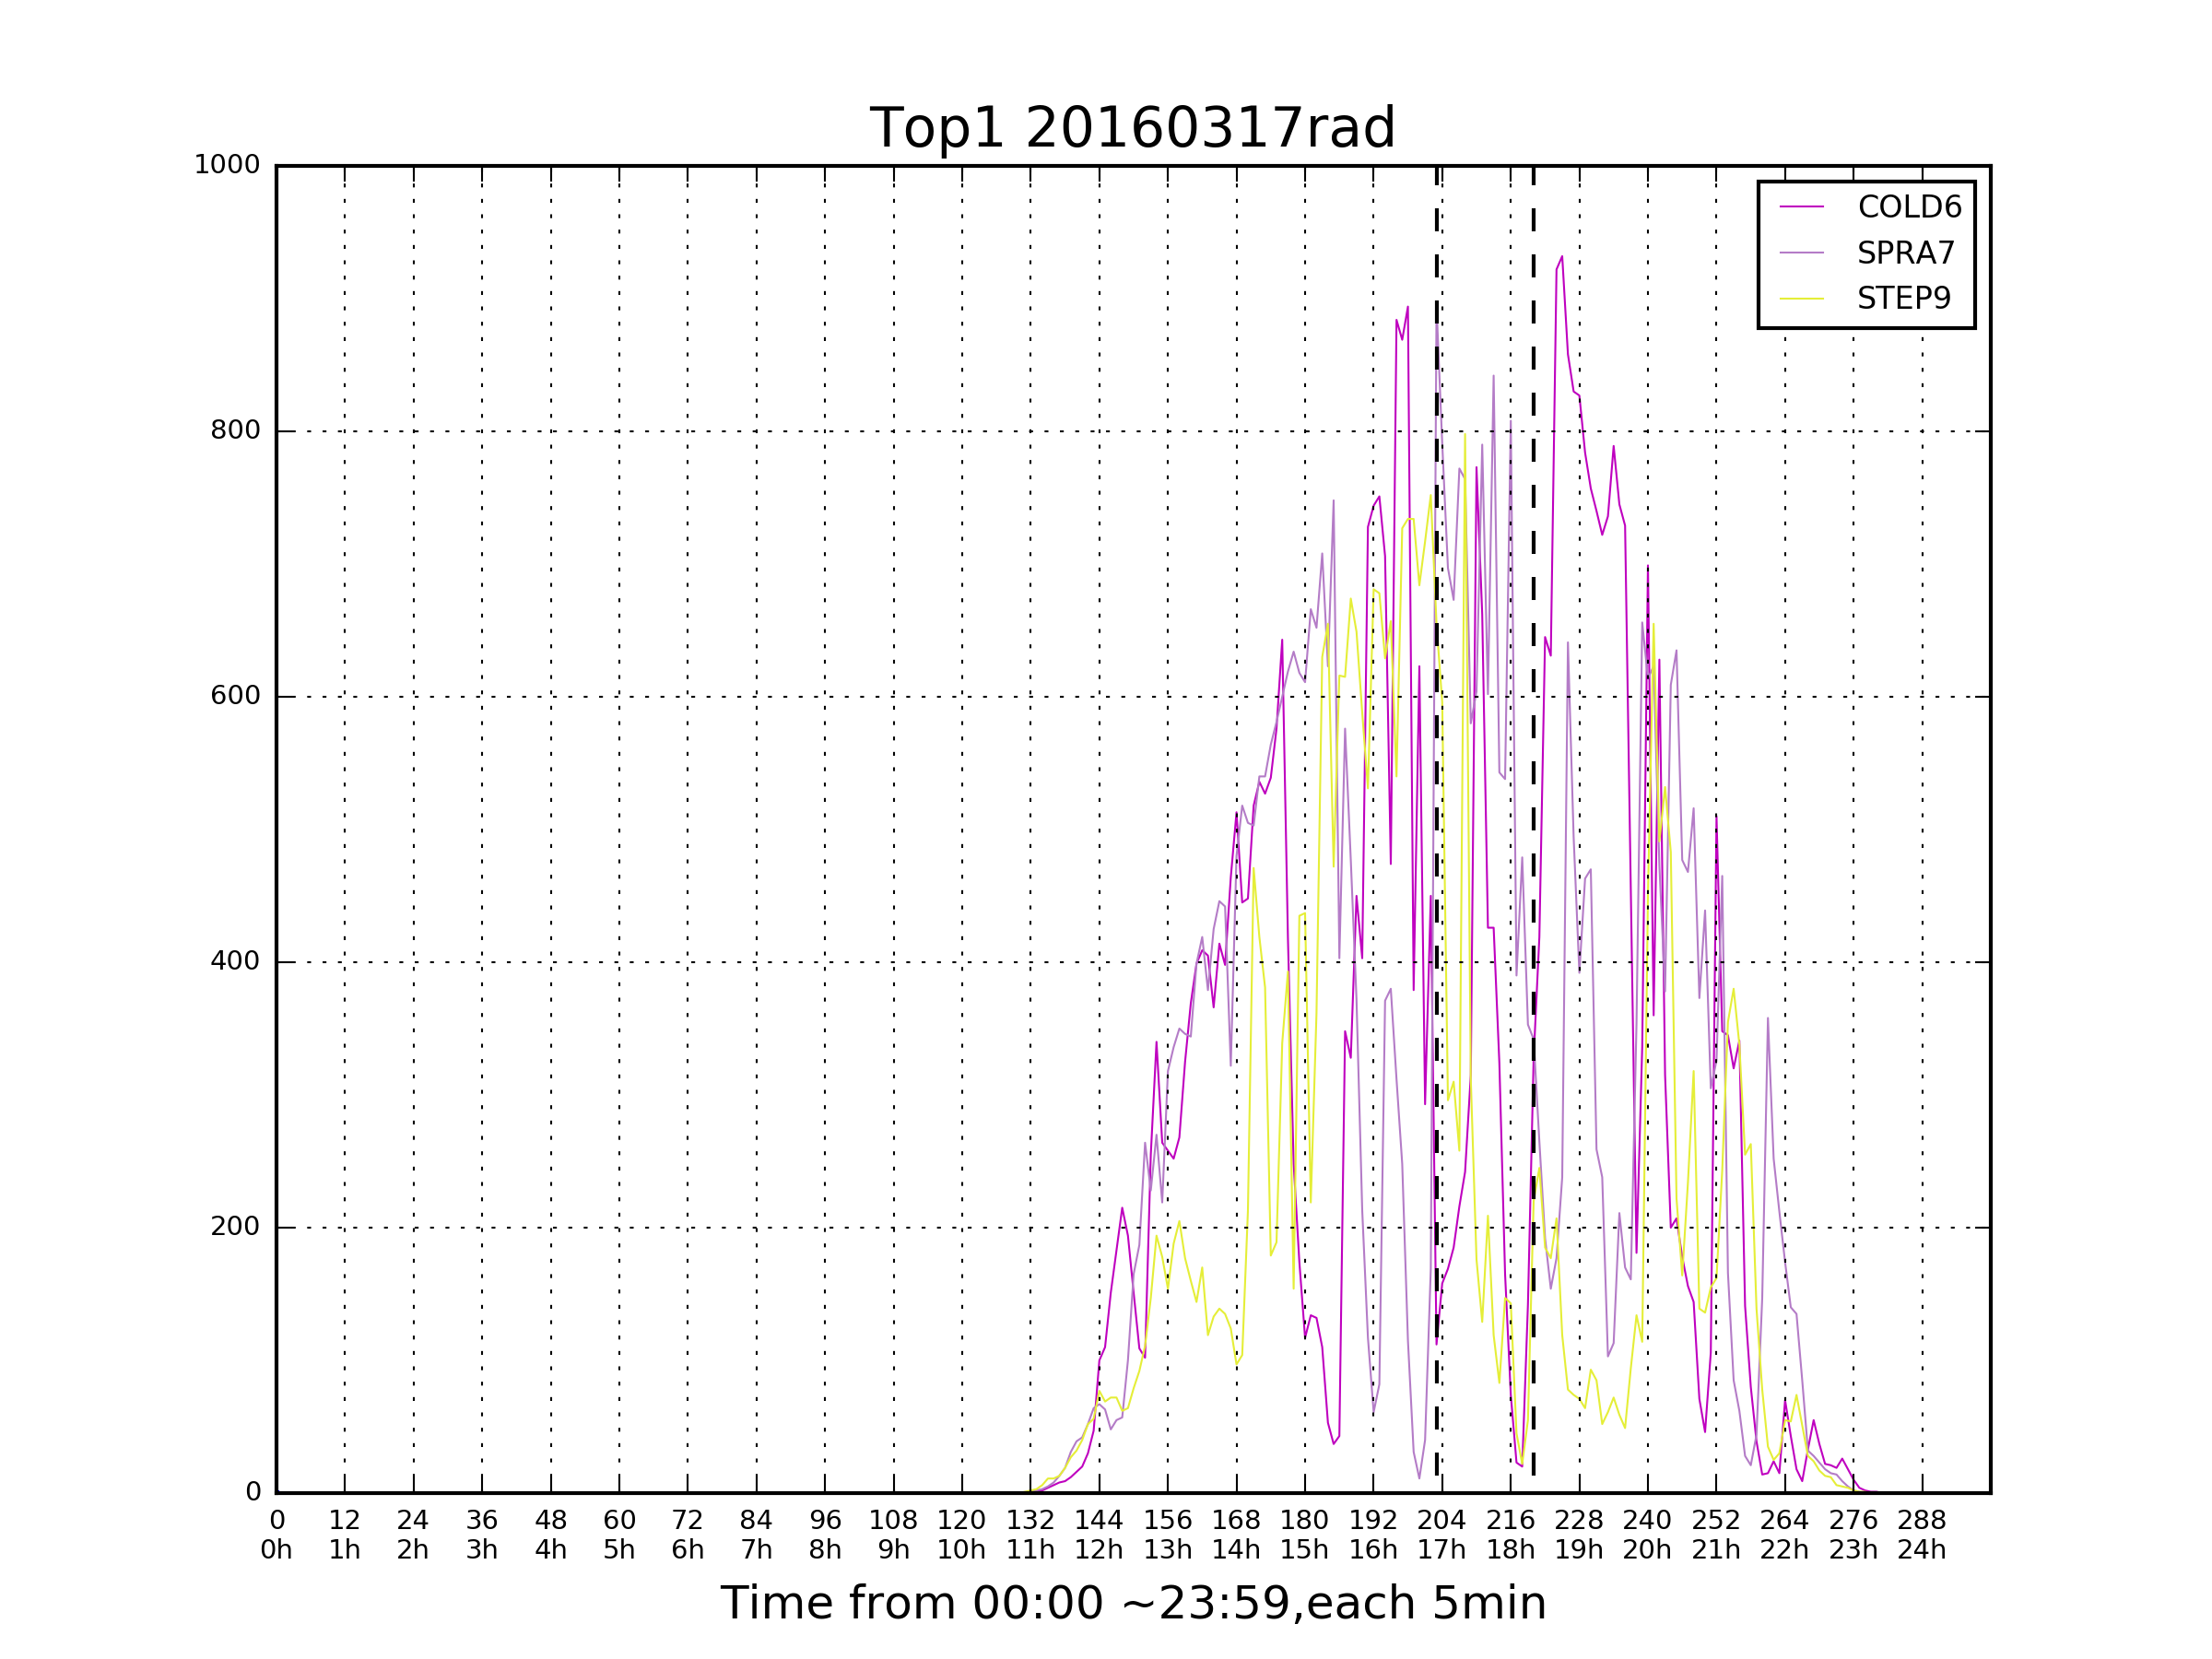 Top1 20160317rad
1000
800
600
400
200
0
COLD6
SPRA7
STEP9
0 12 24 36 48 60 72 84 96 108 120 132 144 156 168 180 192 204 216 228 240 252 264 276 288
0h 1h 2h 3h 4h 5h 6h 7h 8h 9h 10h 11h 12h 13h 14h 15h 16h 17h 18h 19h 20h 21h 22h 23h 24h
Time from 00:00 ~23:59,each 5min